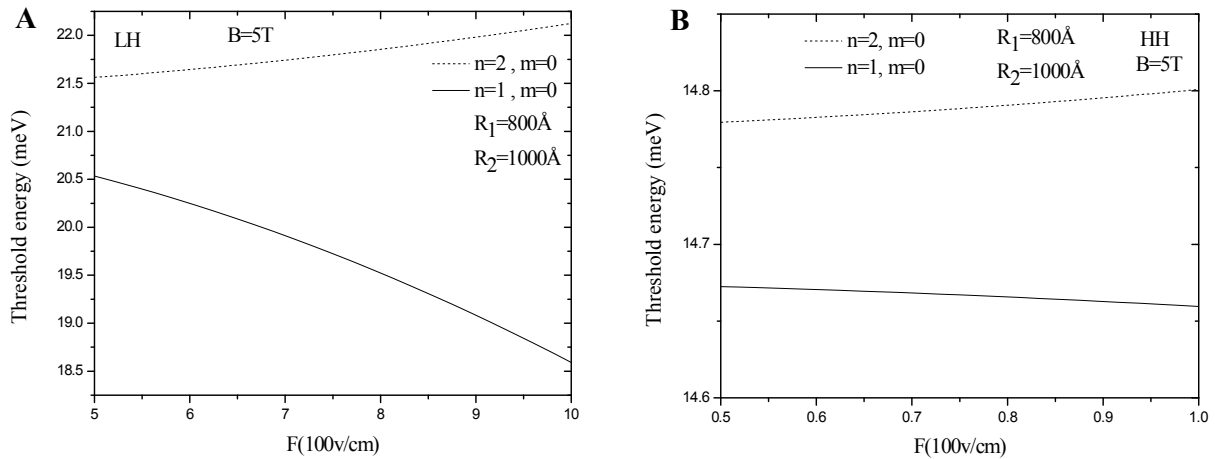 A
LH
B=5T
n=2 , m=0
n=1 , m=0
R1=800Å
R2=1000Å
Threshold energy (meV)
22.0
21.5
21.0
20.5
20.0
19.5
19.0
18.5
5
6
7
8
9
10
F(100v/cm)
B
n=2, m=0
n=1, m=0
R1=800Å
R2=1000Å
HH
B=5T
Threshold energy (meV)
14.8
14.8
14.7
14.6
0.5
0.6
0.7
0.8
0.9
1.0
F(100v/cm)